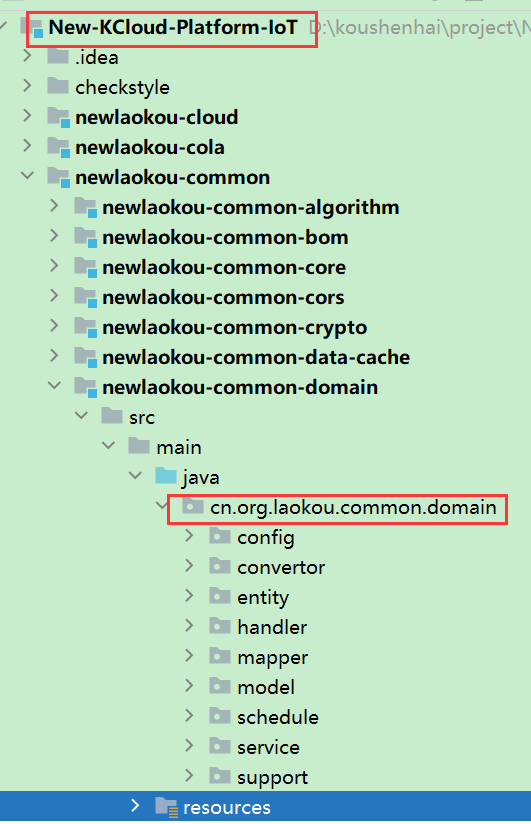 New-KCloud-Platform-IoT D:\koushenhai\project\N
.idea
checkstyle
newlaokou-cloud
newlaokou-cola
newlaokou-common
newlaokou-common-algorithm
newlaokou-common-bom
newlaokou-common-core
newlaokou-common-cors
newlaokou-common-crypto
newlaokou-common-data-cache
newlaokou-common-domain
src
main
java
cn.org.laokou.common.domain
config
convertor
entity
handler
mapper
model
schedule
service
support
resources